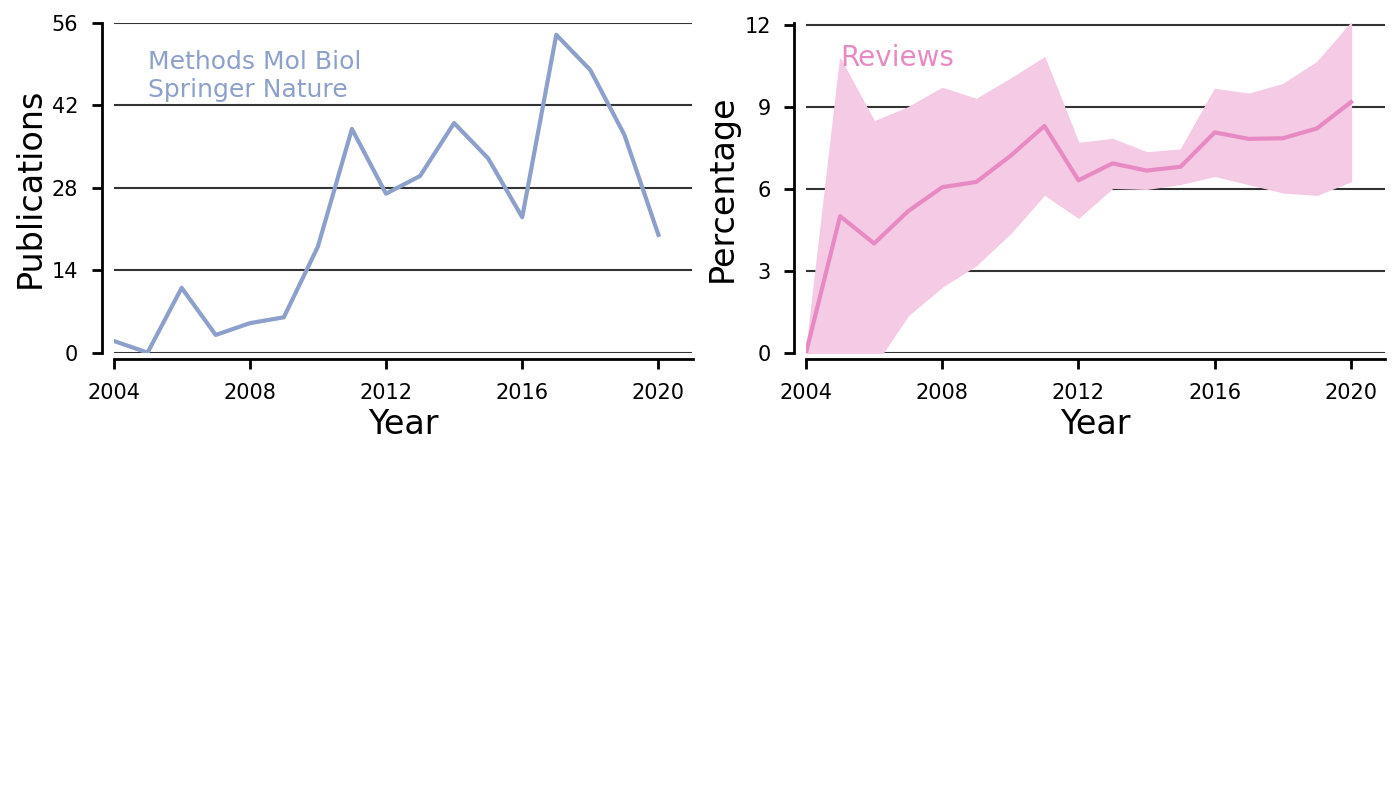 56
42
28
14
0
Publications
Methods Mol Biol
Springer Nature
2004 2008 2012 2016 2020
Year
12
9
6
3
0
Percentage
Reviews
2004 2008 2012 2016 2020
Year